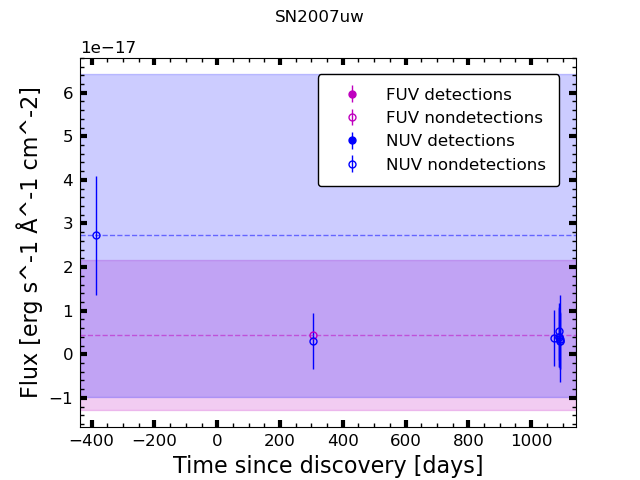 SN2007uw
1e−17
FUV detections
FUV nondetections
NUV detections
NUV nondetections
6
5
4
3
2
1
0
−1
Flux [erg s^-1 Å^-1 cm^-2]
−400 −200 0 200 400 600 800 1000
Time since discovery [days]